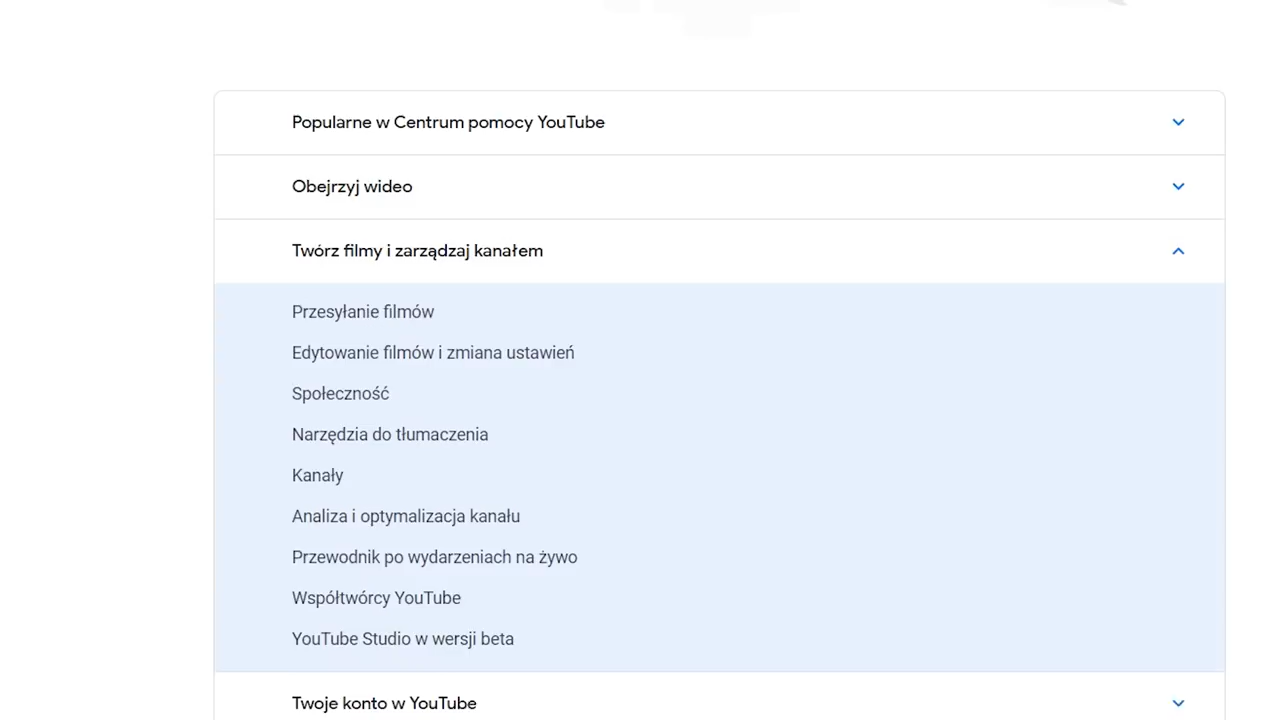 Popularne w Centrum pomocy YouTube
Obejrzyj wideo
Twórz filmy i zarządzaj kanałem
Przesyłanie filmów
Edytowanie filmów i zmiana ustawień
Społeczność
Narzędzia do tłumaczenia
Kanały
Analiza i optymalizacja kanału
Przewodnik po wydarzeniach na żywo
Współtwórcy YouTube
YouTube Studio w wersji beta
Twoje konto w YouTube